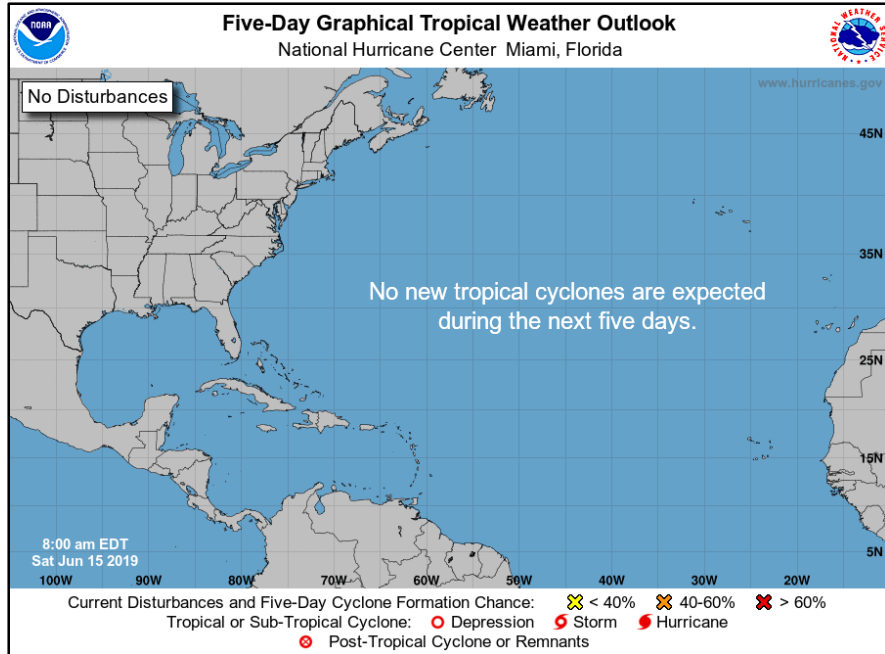 Five-Day Graphical Tropical Weather Outlook
National Hurricane Center Miami, Florida
NOAA
www.hurricanes.gov
No Disturbances
45N
35N
No new tropical cyclones are expected
during the next five days.
25N
15N
8:00 am EDT
Sat Jun 15 2019
5N
100W 90W 80W 70W 60W 50W 40W 30W 20W
Current Disturbances and Five-Day Cyclone Formation Chance: < 40% 40-60% > 60%
Tropical or Sub-Tropical Cyclone: Depression Storm Hurricane
Post-Tropical Cyclone or Remnants